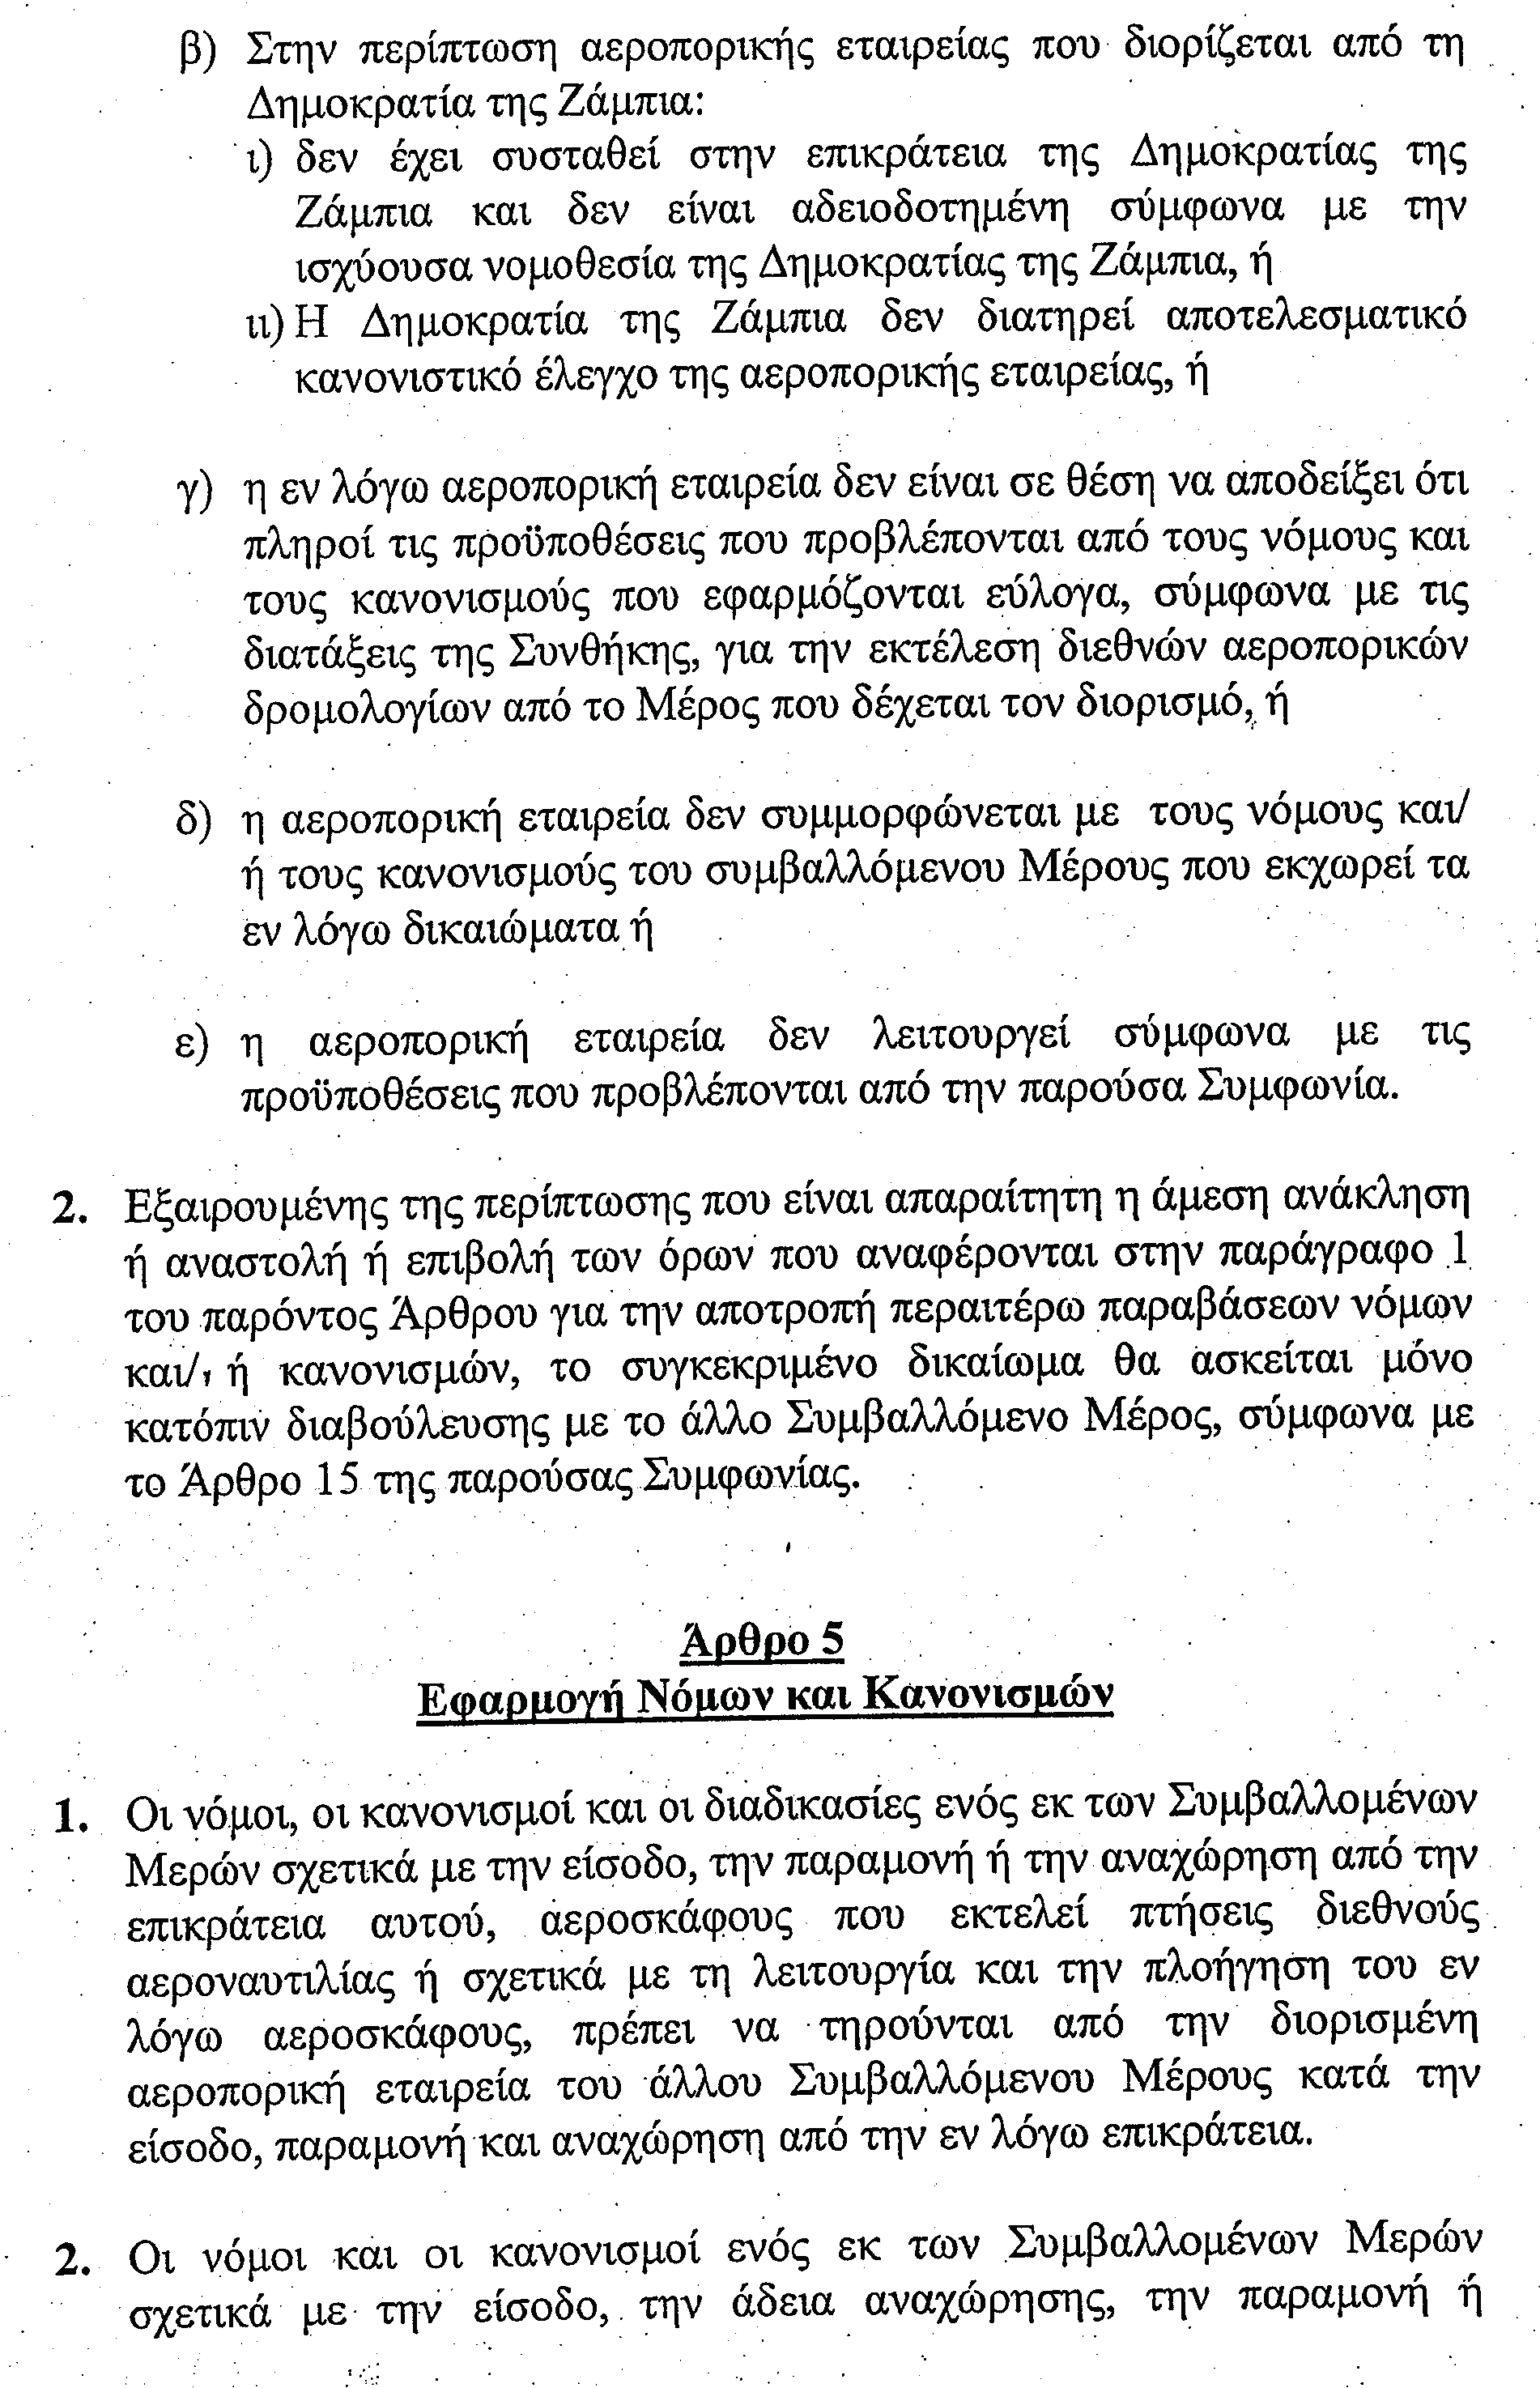 β) Στην περίπτωση αεροπορικής εταιρείας που διορίζεται από τη
Δημοκρατία της Ζάμπια:
ι) δεν έχει συσταθεί στην επικράτεια της Δημοκρατίας της
Ζάμπια και δεν είναι αδειοδοτημένη σύμφωνα με την
ισχύουσα νομοθεσία της Δημοκρατίας της Ζάμπια, ή
ιι) Η Δημοκρατία της Ζάμπια δεν διατηρεί αποτελεσματικό
κανονιστικό έλεγχο της αεροπορικής εταιρείας, ή
γ) η εν λόγω αεροπορική εταιρεία δεν είναι σε θέση να αποδείξει ότι
πληροί τις προϋποθέσεις που προβλέπονται από τους νόμους και
τους κανονισμούς που εφαρμόζονται εύλογα, σύμφωνα με τις
διατάξεις της Συνθήκης, για την εκτέλεση διεθνών αεροπορικών
δρομολογίων από το Μέρος που δέχεται τον διορισμό, ή
δ) η αεροπορική εταιρεία δεν συμμορφώνεται με τους νόμους και/
ή τους κανονισμούς του συμβαλλόμενου Μέρους που εκχωρεί τα
εν λόγω δικαιώματα ή
ε) η αεροπορική εταιρεία δεν λειτουργεί σύμφωνα με τις
προϋποθέσεις που προβλέπονται από την παρούσα Συμφωνία.
2. Εξαιρουμένης της περίπτωσης που είναι απαραίτητη η άμεση ανάκληση
ή αναστολή ή επιβολή των όρων που αναφέρονται στην παράγραφο 1
του παρόντος Άρθρου για την αποτροπή περαιτέρω παραβάσεων νόμων
και/ ή κανονισμών, το συγκεκριμένο δικαίωμα θα ασκείται μόνο
κατόπιν διαβούλευσης με το άλλο Συμβαλλόμενο Μέρος, σύμφωνα με
το Άρθρο 15 της παρούσας Συμφωνίας.
Άρθρο 5
Εφαρμογή Νόμων και Κανονισμών
1. Οι νόμοι, οι κανονισμοί και οι διαδικασίες ενός εκ των Συμβαλλομένων
Μερών σχετικά με την είσοδο, την παραμονή ή την αναχώρηση από την
επικράτεια αυτού, αεροσκάφους που εκτελεί πτήσεις διεθνούς
αεροναυτιλίας ή σχετικά με τη λειτουργία και την πλοήγηση του εν
λόγω αεροσκάφους, πρέπει να τηρούνται από την διορισμένη
αεροπορική εταιρεία του άλλου Συμβαλλόμενου Μέρους κατά την
είσοδο, παραμονή και αναχώρηση από την εν λόγω επικράτεια.
2. Οι νόμοι και οι κανονισμοί ενός εκ των Συμβαλλομένων Μερών
σχετικά με την είσοδο, την άδεια αναχώρησης, την παραμονή ή